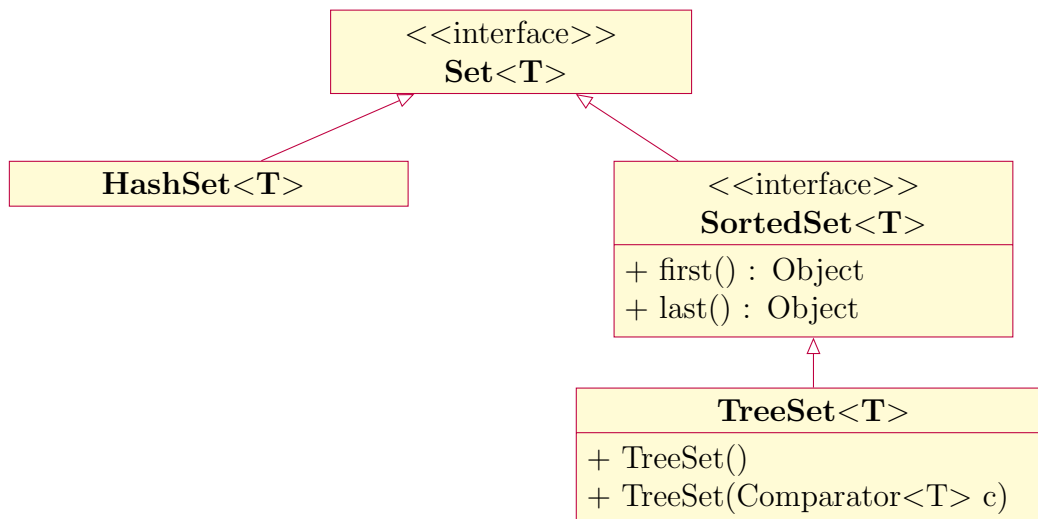 <<interface>>
Set<T>
HashSet<T>
<<interface>>
SortedSet<T>
+ first() : Object
+ last() : Object
TreeSet<T>
+ TreeSet()
+ TreeSet(Comparator<T> c)